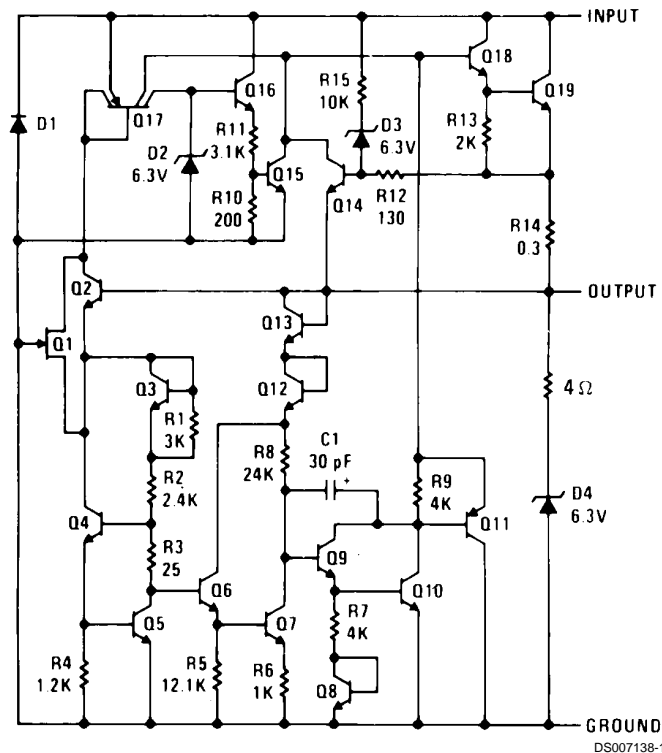 INPUT
Q18
R15
10K
Q16
Q19
D3
6.3V
R13
2K
D1
Q17
R11
3.1K
D2
6.3V
Q15
R10
200
Q14
R12
130
R14
0.3
Q2
OUTPUT
Q13
Q1
Q3
Q12
R1
3K
4Ω
C1
30 pF
R8
24K
R2
2.4K
R9
4K
D4
6.3V
Q11
Q4
R3
25
Q6
Q9
Q10
Q5
Q7
R7
4K
R4
1.2K
R5
12.1K
R6
1K
Q8
GROUND
DS007138-1